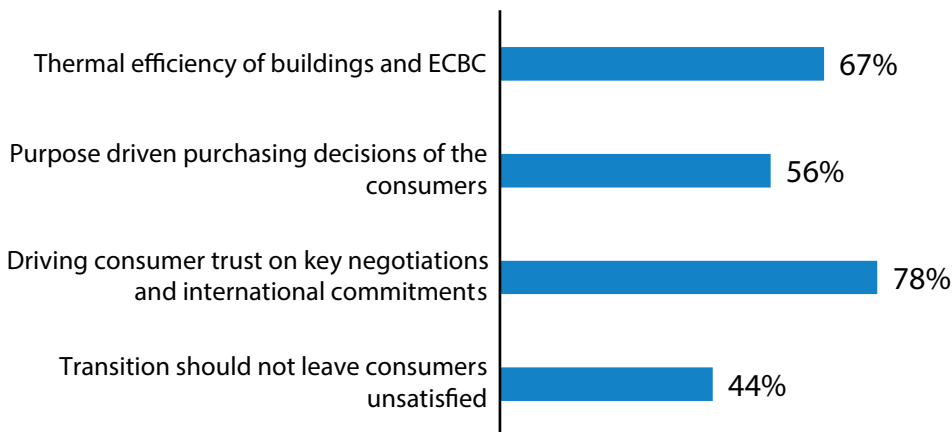 Thermal efficiency of buildings and ECBC
67%
Purpose driven purchasing decisions of the
consumers
56%
Driving consumer trust on key negotiations
and international commitments
78%
Transition should not leave consumers
unsatisfied
44%